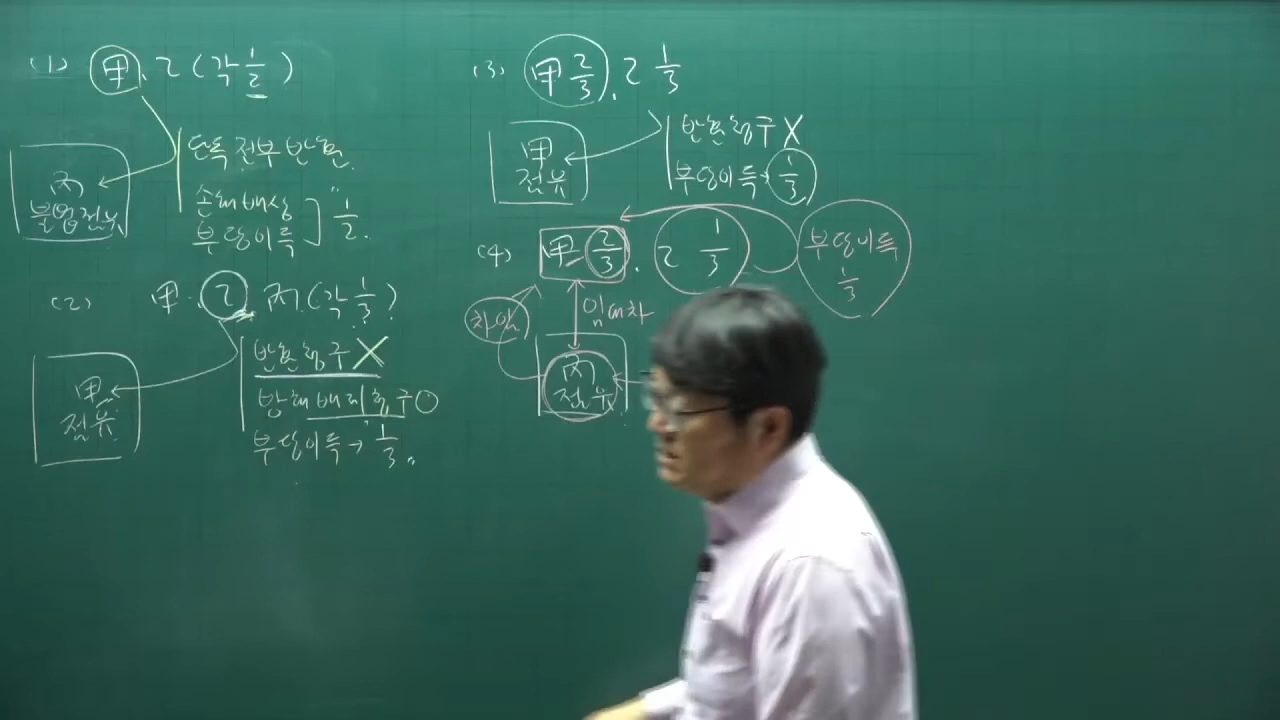 (1) 甲, 乙 (각 1/2)
단독 전부 반환
손해배상
부당이득 ] 1/2.
丙
불법점유
(2) 甲, 乙, 丙 (각 1/3)
반환청구 X
방해배제청구 O
부당이득 → 1/3
甲
점유
(3) 甲 2/3, 乙 1/3
반환청구 X
부당이득 → 1/3
甲
점유
(4) 甲 2/3, 乙 1/3
부당이득
1/3
차임
임대차
丙
점유